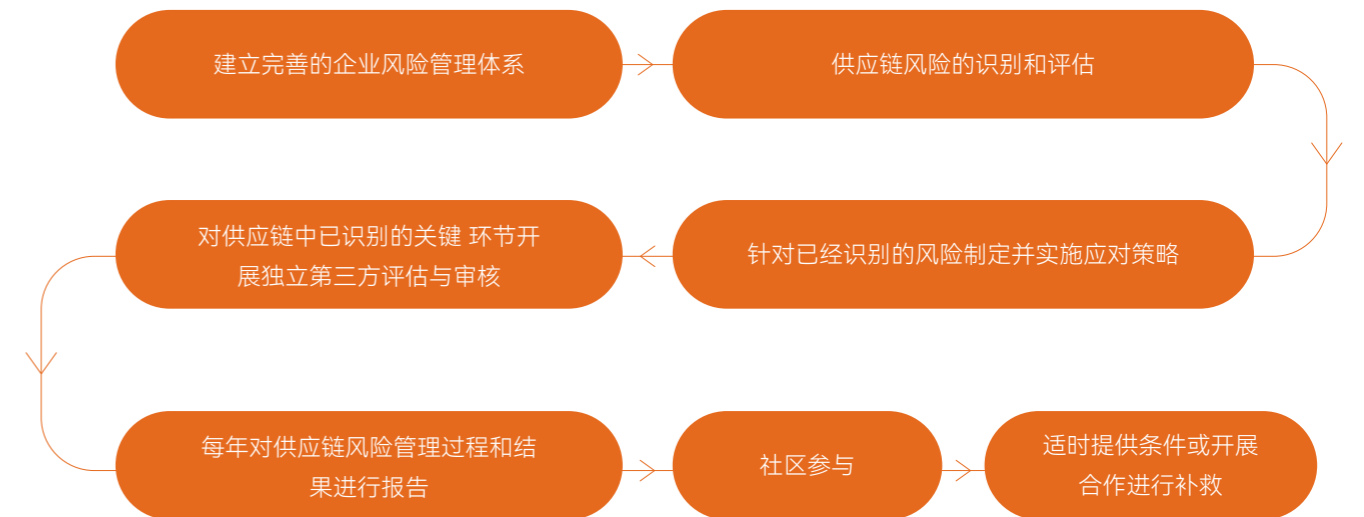 建立完善的企业风险管理体系
供应链风险的识别和评估
针对已经识别的风险制定并实施应对策略
对供应链中已识别的关键 环节开
展独立第三方评估与审核
每年对供应链风险管理过程和结
果进行报告
社区参与
适时提供条件或开展
合作进行补救